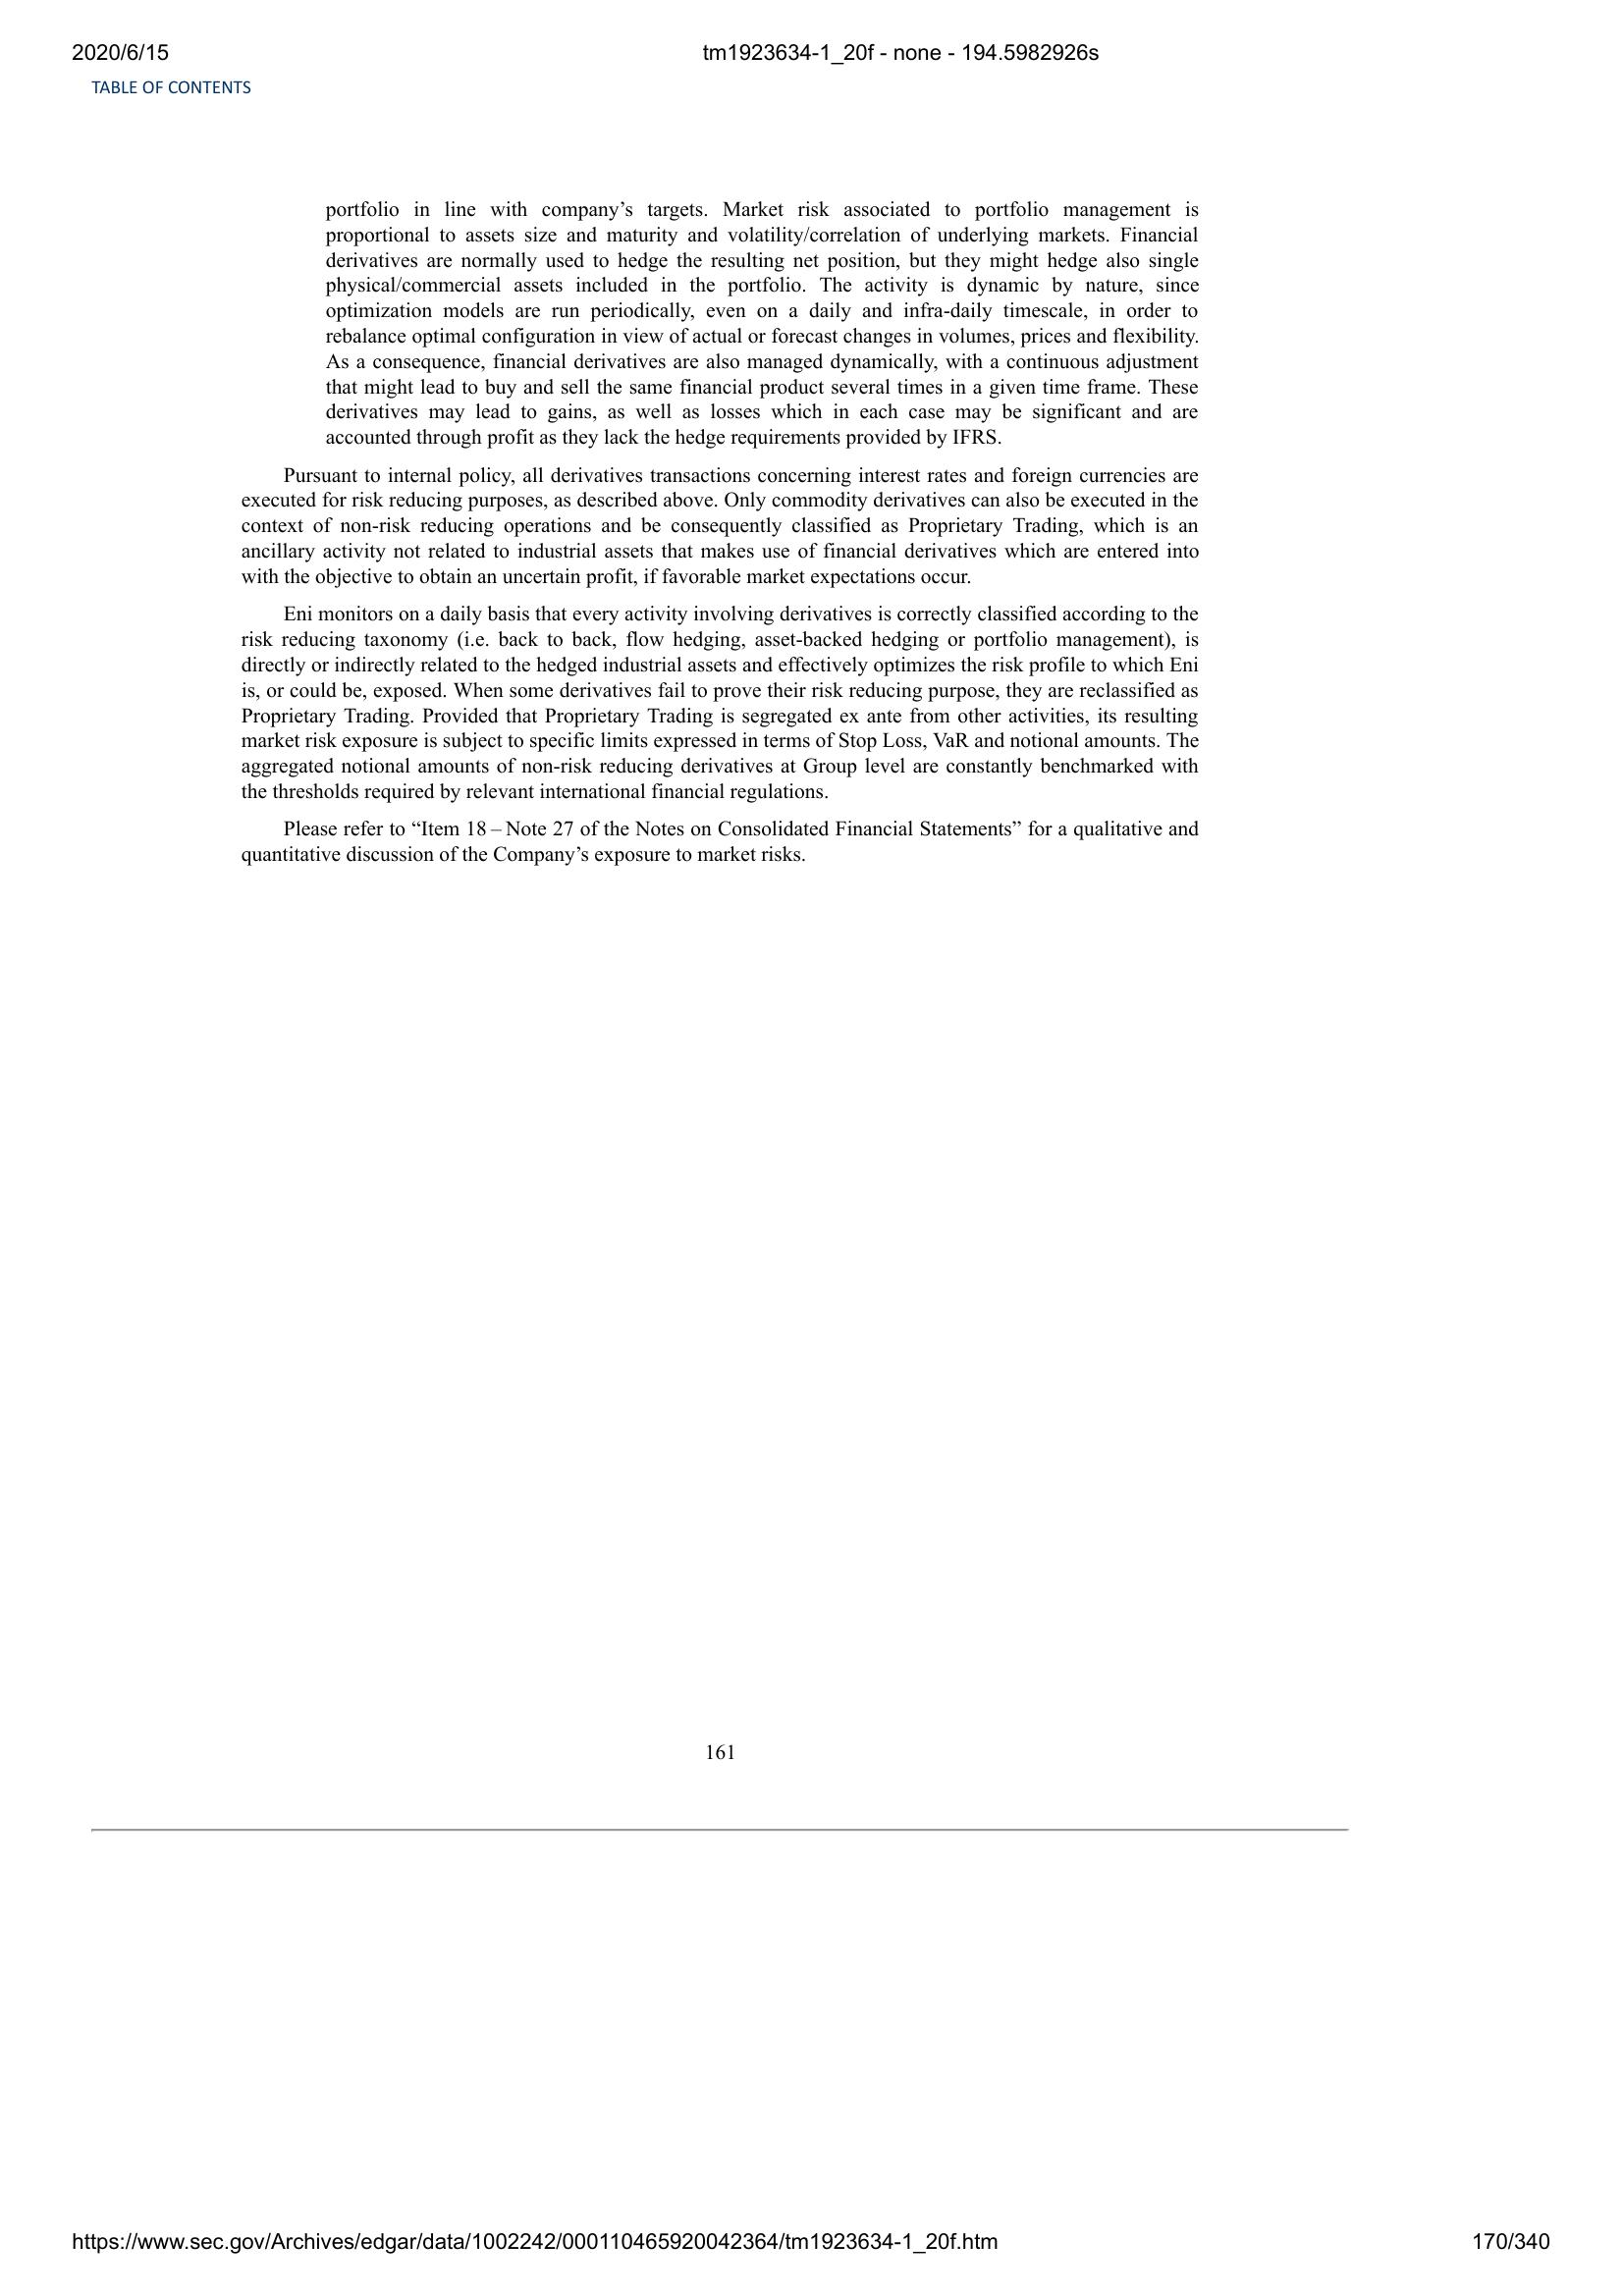 2020/6/15
tm1923634-1_20f - none - 194.5982926s
TABLE OF CONTENTS
portfolio in line with company’s targets. Market risk associated to portfolio management is
proportional to assets size and maturity and volatility/correlation of underlying markets. Financial
derivatives are normally used to hedge the resulting net position, but they might hedge also single
physical/commercial assets included in the portfolio. The activity is dynamic by nature, since
optimization models are run periodically, even on a daily and infra-daily timescale, in order to
rebalance optimal configuration in view of actual or forecast changes in volumes, prices and flexibility.
As a consequence, financial derivatives are also managed dynamically, with a continuous adjustment
that might lead to buy and sell the same financial product several times in a given time frame. These
derivatives may lead to gains, as well as losses which in each case may be significant and are
accounted through profit as they lack the hedge requirements provided by IFRS.
Pursuant to internal policy, all derivatives transactions concerning interest rates and foreign currencies are
executed for risk reducing purposes, as described above. Only commodity derivatives can also be executed in the
context of non-risk reducing operations and be consequently classified as Proprietary Trading, which is an
ancillary activity not related to industrial assets that makes use of financial derivatives which are entered into
with the objective to obtain an uncertain profit, if favorable market expectations occur.
Eni monitors on a daily basis that every activity involving derivatives is correctly classified according to the
risk reducing taxonomy (i.e. back to back, flow hedging, asset-backed hedging or portfolio management), is
directly or indirectly related to the hedged industrial assets and effectively optimizes the risk profile to which Eni
is, or could be, exposed. When some derivatives fail to prove their risk reducing purpose, they are reclassified as
Proprietary Trading. Provided that Proprietary Trading is segregated ex ante from other activities, its resulting
market risk exposure is subject to specific limits expressed in terms of Stop Loss, VaR and notional amounts. The
aggregated notional amounts of non-risk reducing derivatives at Group level are constantly benchmarked with
the thresholds required by relevant international financial regulations.
Please refer to “Item 18 – Note 27 of the Notes on Consolidated Financial Statements” for a qualitative and
quantitative discussion of the Company’s exposure to market risks.
161
https://www.sec.gov/Archives/edgar/data/1002242/000110465920042364/tm1923634-1_20f.htm
170/340